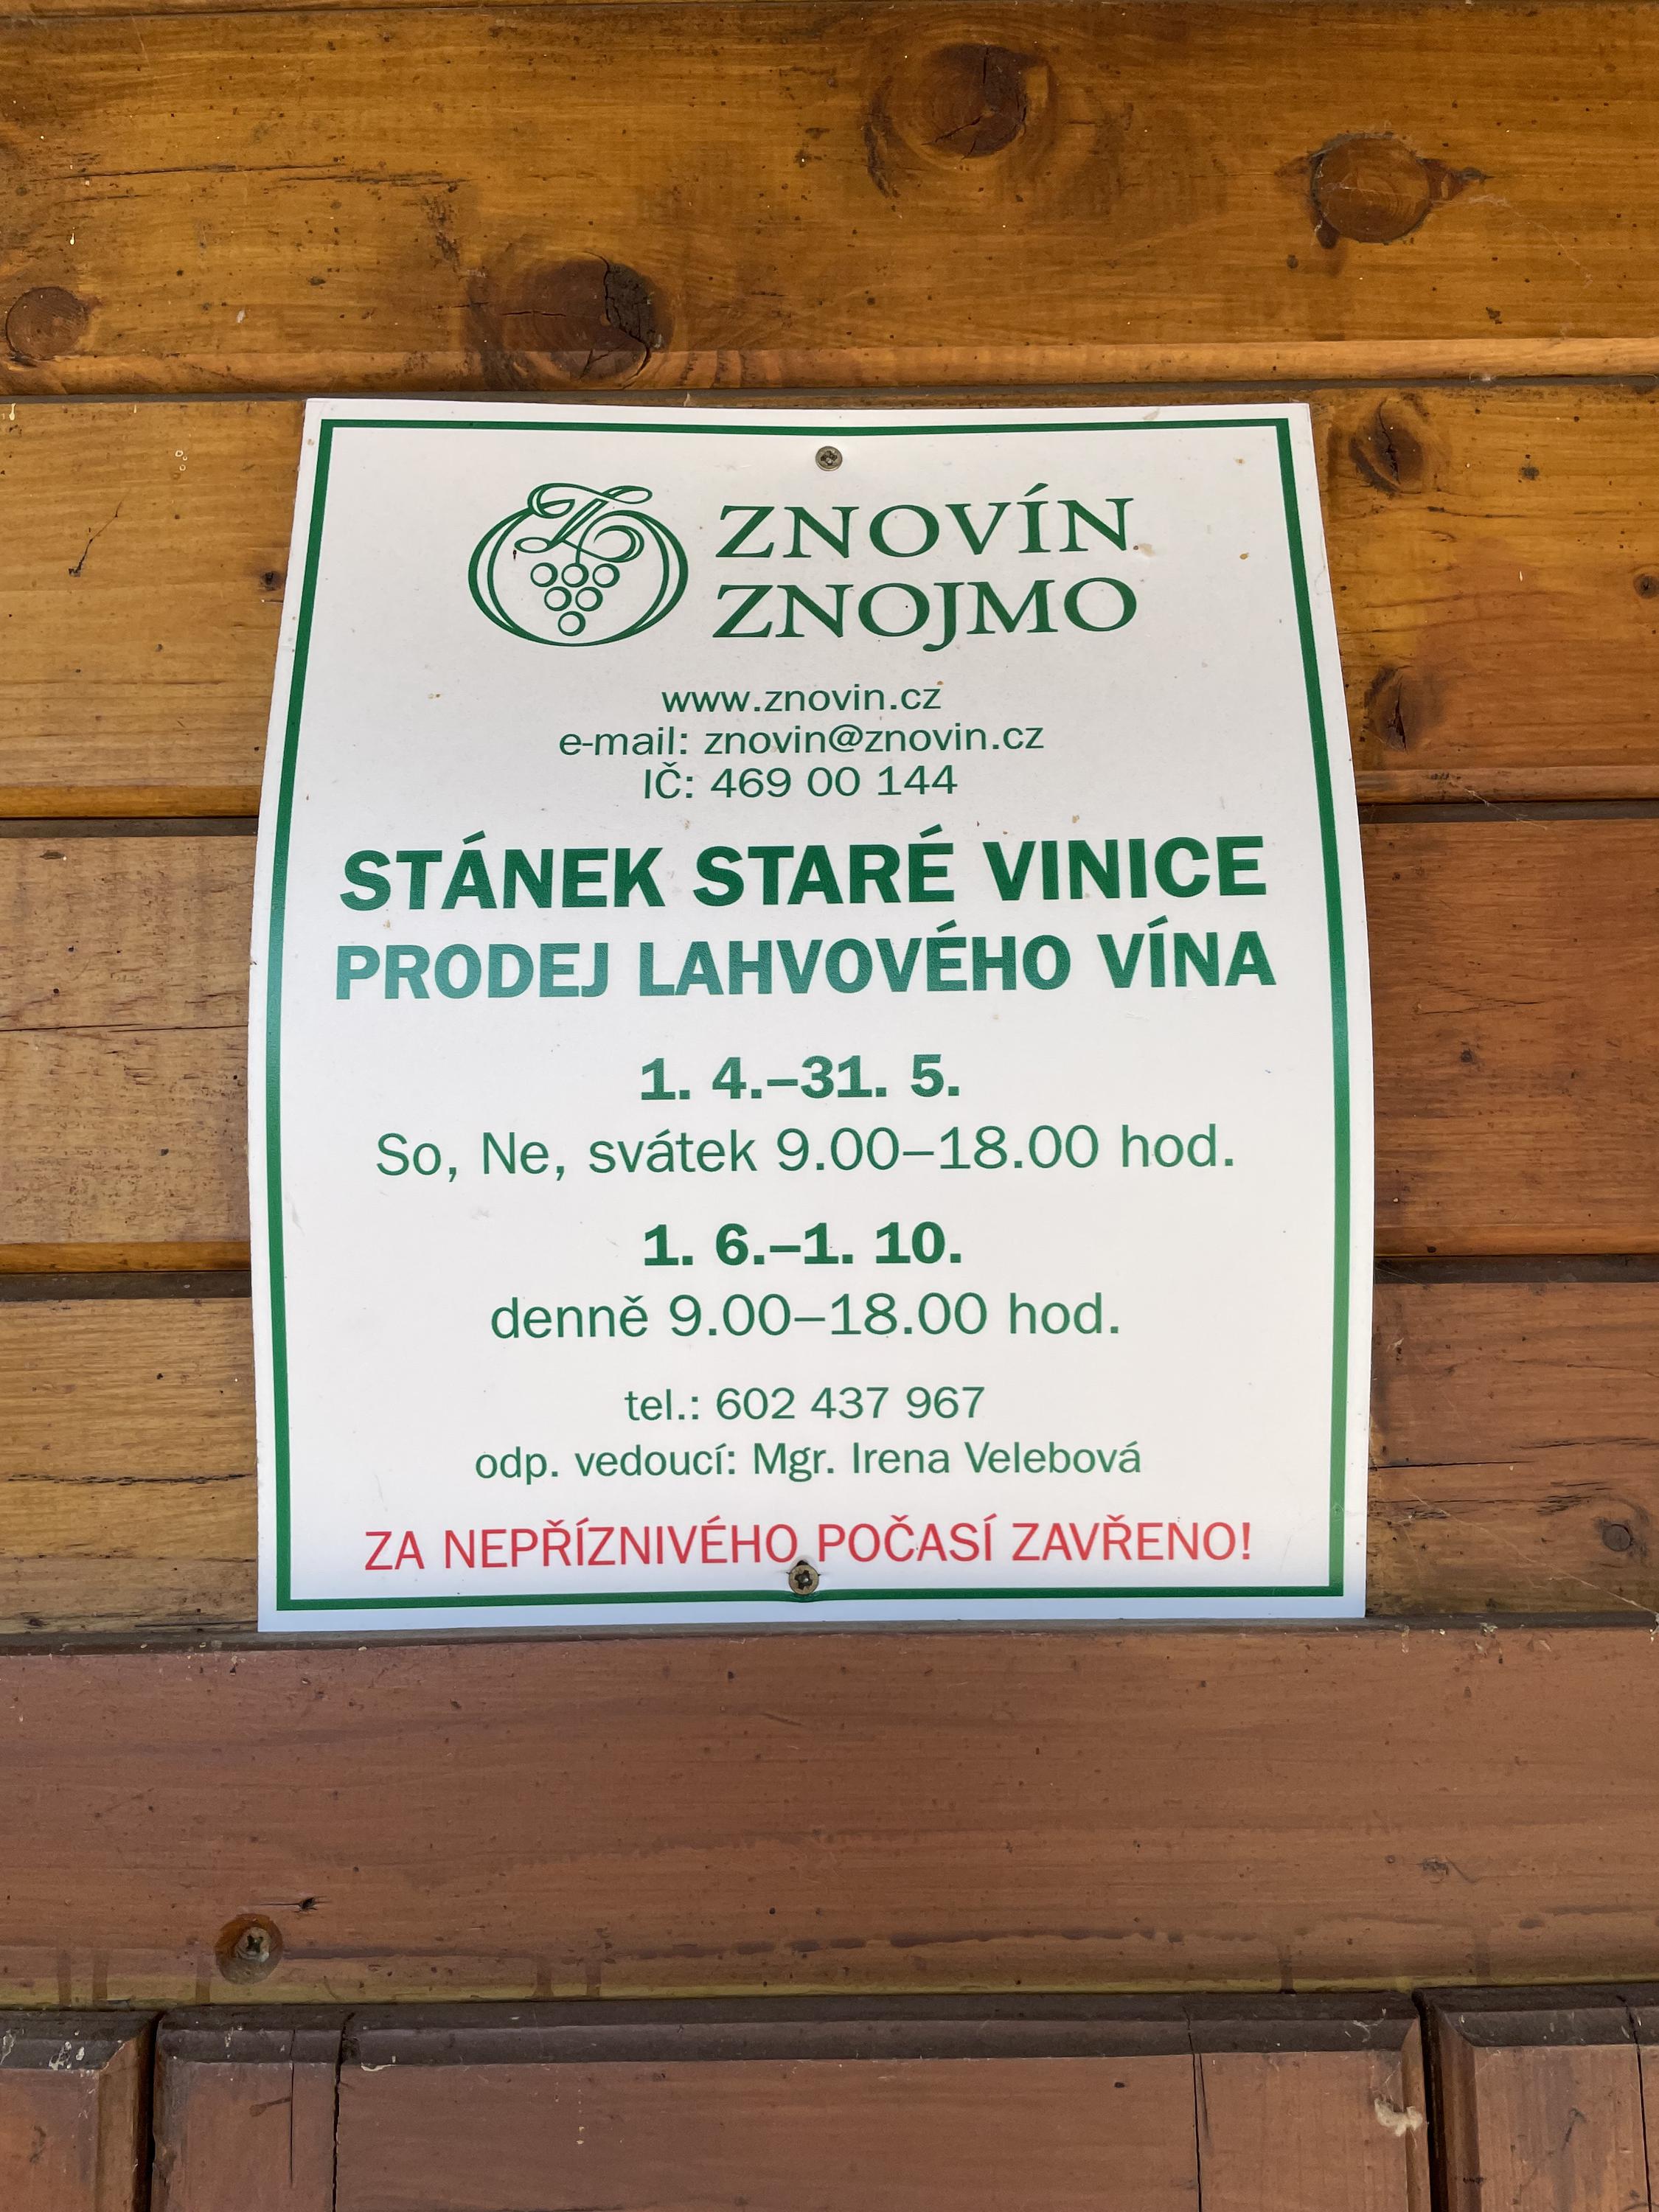 ZNOVÍN
ZNOJMO
www.znovin.cz
e-mail: znovin@znovin.cz
IČ: 469 00 144
STÁNEK STARÉ VINICE
PRODEJ LAHVOVÉHO VÍNA
1. 4.–31. 5.
So, Ne, svátek 9.00–18.00 hod.
1. 6.–1. 10.
denně 9.00–18.00 hod.
tel.: 602 437 967
odp. vedoucí: Mgr. Irena Velebová
ZA NEPŘÍZNIVÉHO POČASÍ ZAVŘENO!